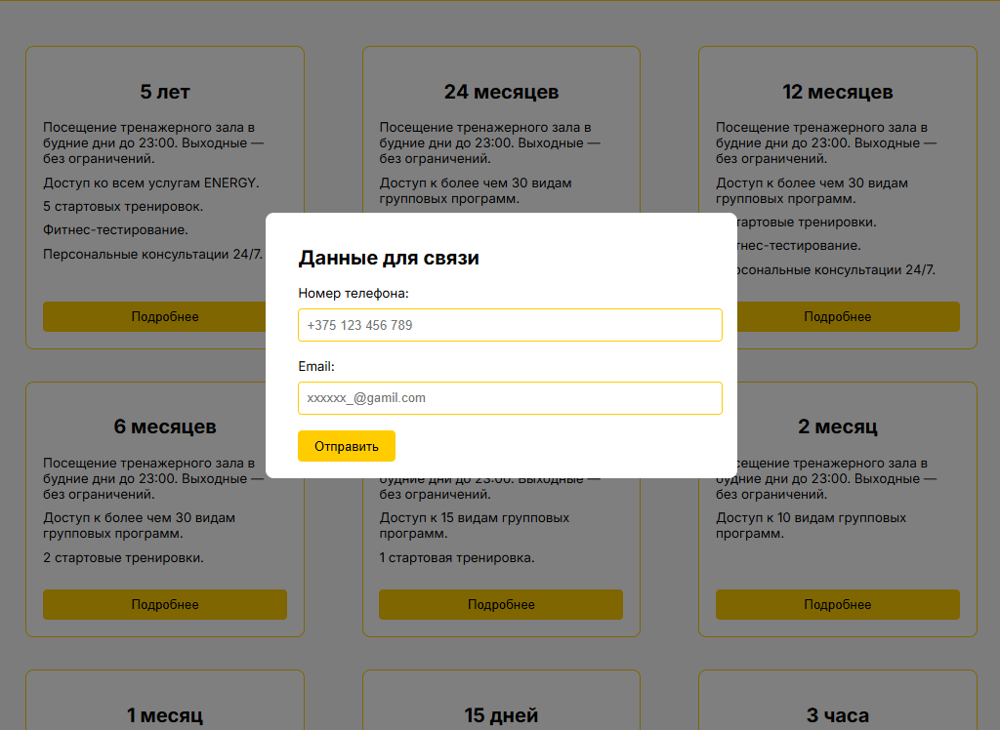 5 лет
Посещение тренажерного зала в
будние дни до 23:00. Выходные —
без ограничений.
Доступ ко всем услугам ENERGY.
5 стартовых тренировок.
Фитнес-тестирование.
Персональные консультации 24/7.
Подробнее
24 месяцев
Посещение тренажерного зала в
будние дни до 23:00. Выходные —
без ограничений.
Доступ к более чем 30 видам
групповых программ.
12 месяцев
Посещение тренажерного зала в
будние дни до 23:00. Выходные —
без ограничений.
Доступ к более чем 30 видам
групповых программ.
тартовые тренировки.
нес-тестирование.
рсональные консультации 24/7.
Подробнее
Данные для связи
Номер телефона:
+375 123 456 789
Email:
xxxxxx_@gamil.com
Отправить
6 месяцев
Посещение тренажерного зала в
будние дни до 23:00. Выходные —
без ограничений.
Доступ к более чем 30 видам
групповых программ.
2 стартовые тренировки.
Подробнее
будние дни до 23:00. Выходные —
без ограничений.
Доступ к 15 видам групповых
программ.
1 стартовая тренировка.
Подробнее
2 месяц
сещение тренажерного зала в
будние дни до 23:00. Выходные —
без ограничений.
Доступ к 10 видам групповых
программ.
Подробнее
1 месяц
15 дней
3 часа